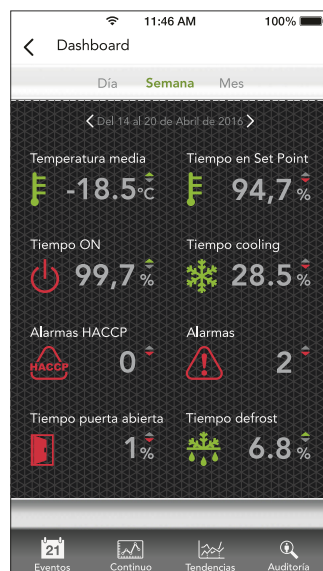 11:46 AM 100%
Dashboard
Día Semana Mes
Del 14 al 20 de Abril de 2016
Temperatura media Tiempo en Set Point
-18.5°C 94,7%
Tiempo ON Tiempo cooling
99,7% 28.5%
Alarmas HACCP Alarmas
HACCP 0 2
Tiempo puerta abierta Tiempo defrost
1% 6.8%
21
Eventos Continuo Tendencias Auditoría